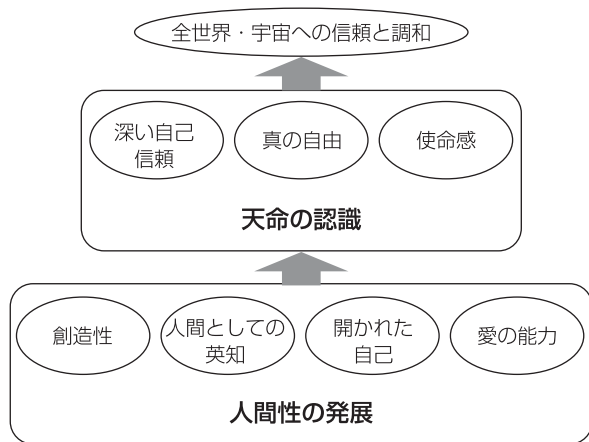 全世界・宇宙への信頼と調和
深い自己
信頼
真の自由
使命感
天命の認識
創造性
人間としての
英知
開かれた
自己
愛の能力
人間性の発展